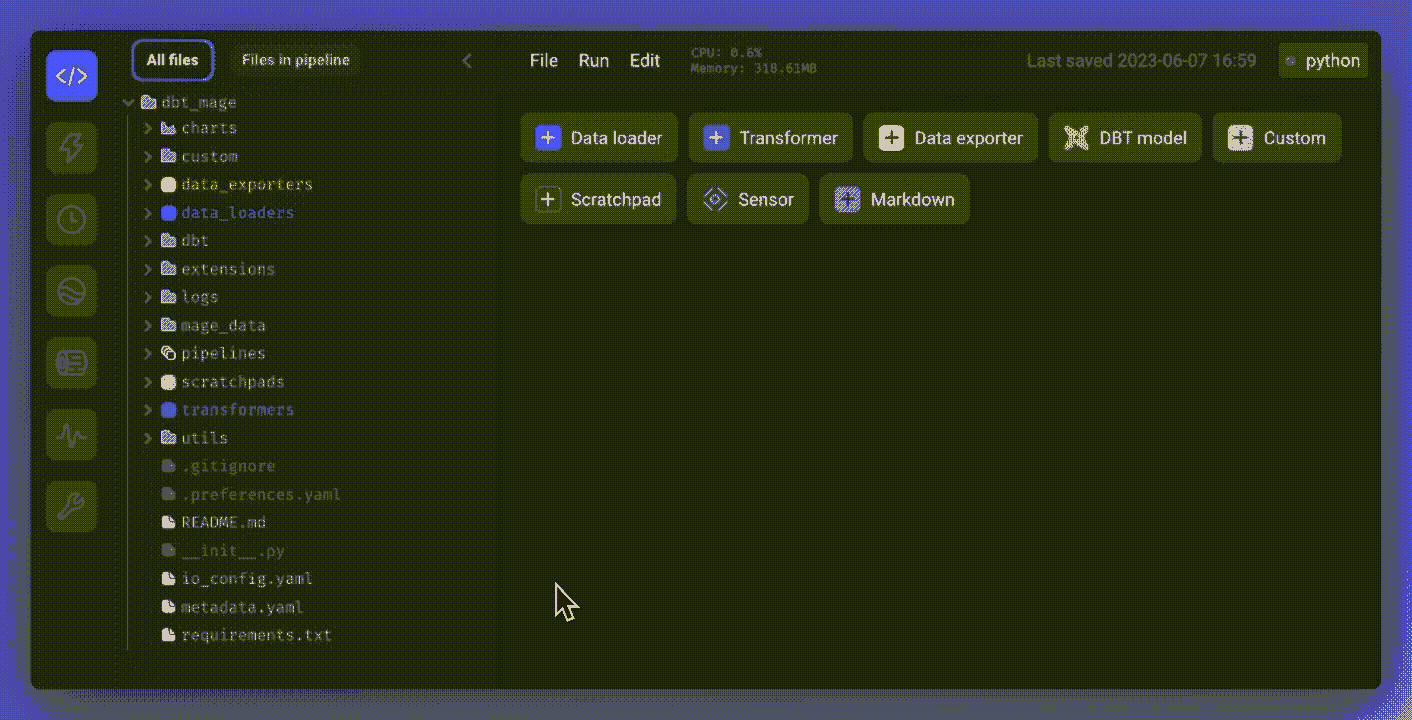 All files Files in pipeline
File Run Edit
CPU: 0.6%
Memory: 318.61MB
Last saved 2023-06-07 16:59
python
dbt_mage
charts
custom
data_exporters
data_loaders
dbt
extensions
logs
mage_data
pipelines
scratchpads
transformers
utils
.gitignore
.preferences.yaml
README.md
__init__.py
io_config.yaml
metadata.yaml
requirements.txt
Data loader Transformer Data exporter DBT model Custom
Scratchpad Sensor Markdown